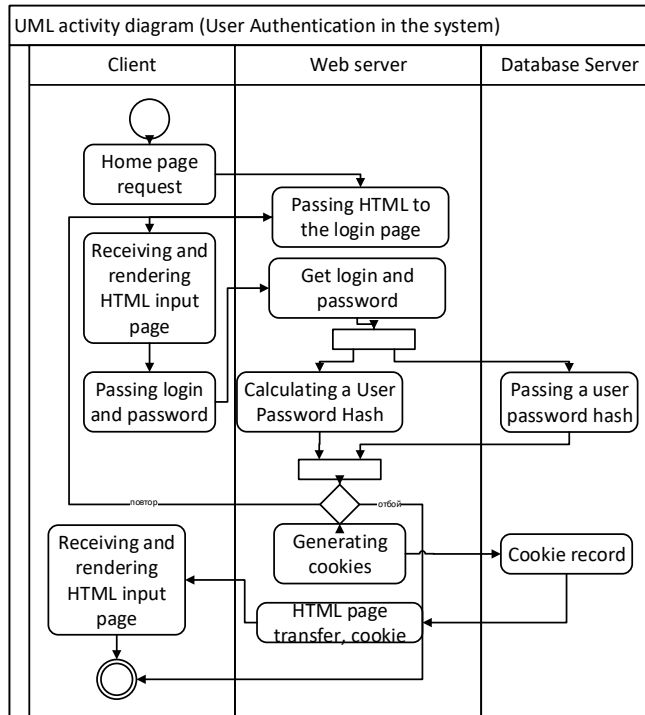 UML activity diagram (User Authentication in the system)
Client
Web server
Database Server
Home page
request
Passing HTML to
the login page
Receiving and
rendering
HTML input
page
Get login and
password
Passing login
and password
Calculating a User
Password Hash
Passing a user
password hash
повтор
отбой
Receiving and
rendering
HTML input
page
Generating
cookies
Cookie record
HTML page
transfer, cookie